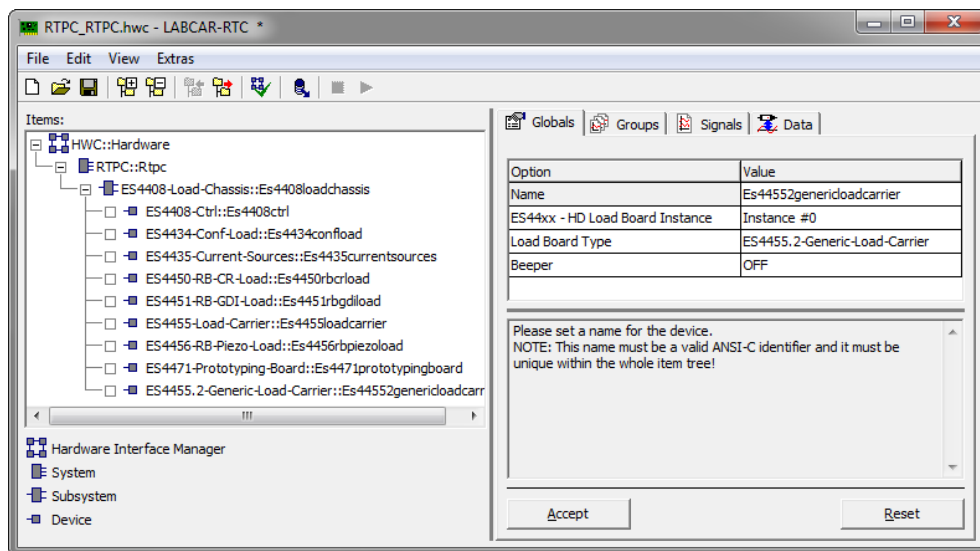 RTPC_RTPC.hwc - LABCAR-RTC *
File Edit View Extras
Items:
HWC::Hardware
RTPC::Rtpc
ES4408-Load-Chassis::Es4408loadchassis
ES4408-Ctrl::Es4408ctrl
ES4434-Conf-Load::Es4434confload
ES4435-Current-Sources::Es4435currentsources
ES4450-RB-CR-Load::Es4450rbcrload
ES4451-RB-GDI-Load::Es4451rbgdiload
ES4455-Load-Carrier::Es4455loadcarrier
ES4456-RB-Piezo-Load::Es4456rbpiezoload
ES4471-Prototyping-Board::Es4471prototypingboard
ES4455.2-Generic-Load-Carrier::Es44552genericloadcarr
Hardware Interface Manager
System
Subsystem
Device
Globals Groups Signals Data
Option Value
Name Es44552genericloadcarrier
ES44xx - HD Load Board Instance Instance #0
Load Board Type ES4455.2-Generic-Load-Carrier
Beeper OFF
Please set a name for the device.
NOTE: This name must be a valid ANSI-C identifier and it must be
unique within the whole item tree!
Accept Reset